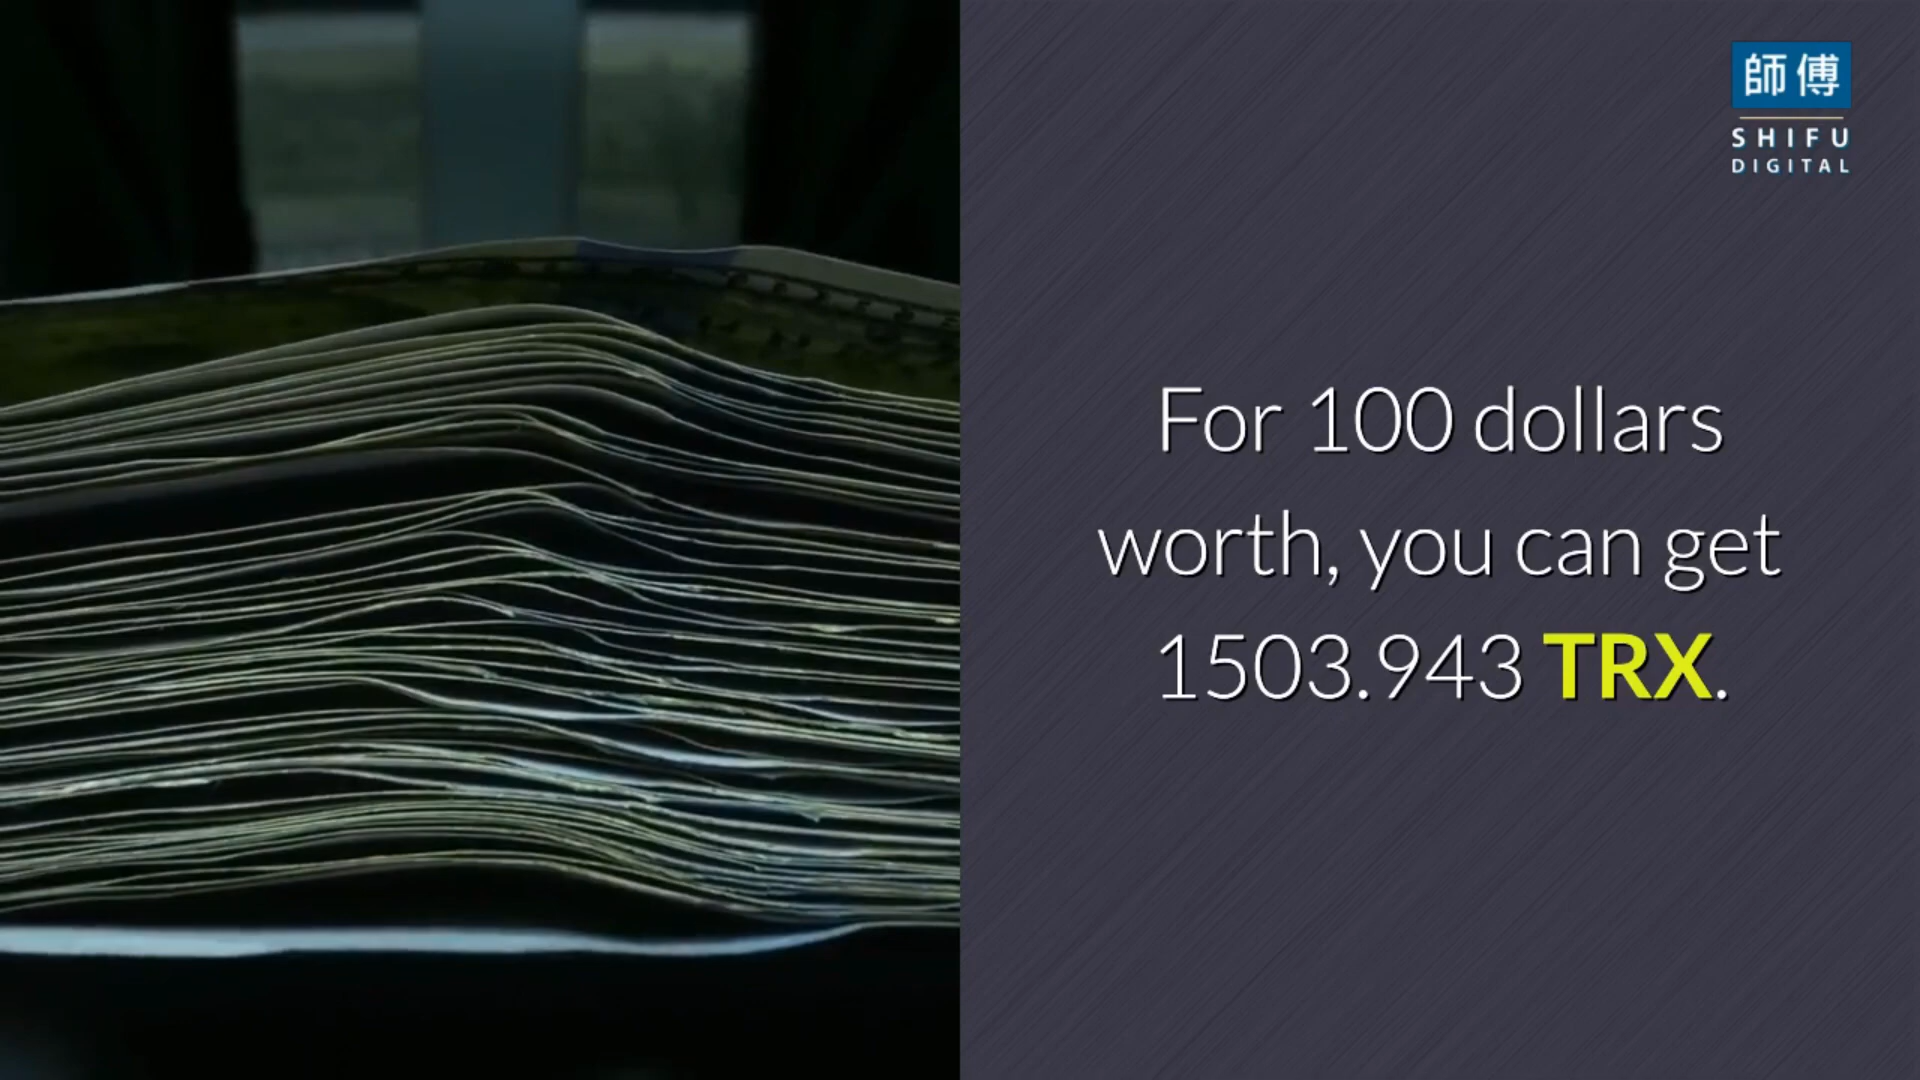 師傅
SHIFU
DIGITAL
For 100 dollars
worth, you can get
1503.943 TRX.